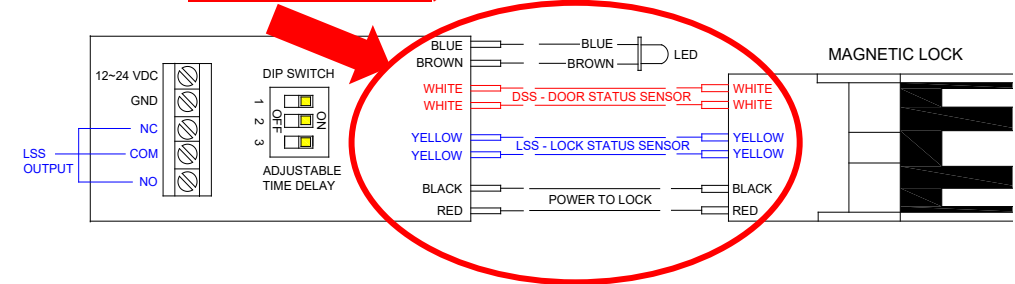 BLUE
BLUE
LED
BROWN
BROWN
MAGNETIC LOCK
12~24 VDC
DIP SWITCH
GND
1
2
3
OFF
ON
WHITE
DSS - DOOR STATUS SENSOR
WHITE
WHITE
WHITE
NC
COM
NO
LSS
OUTPUT
YELLOW
LSS - LOCK STATUS SENSOR
YELLOW
YELLOW
YELLOW
ADJUSTABLE
TIME DELAY
BLACK
POWER TO LOCK
BLACK
RED
RED